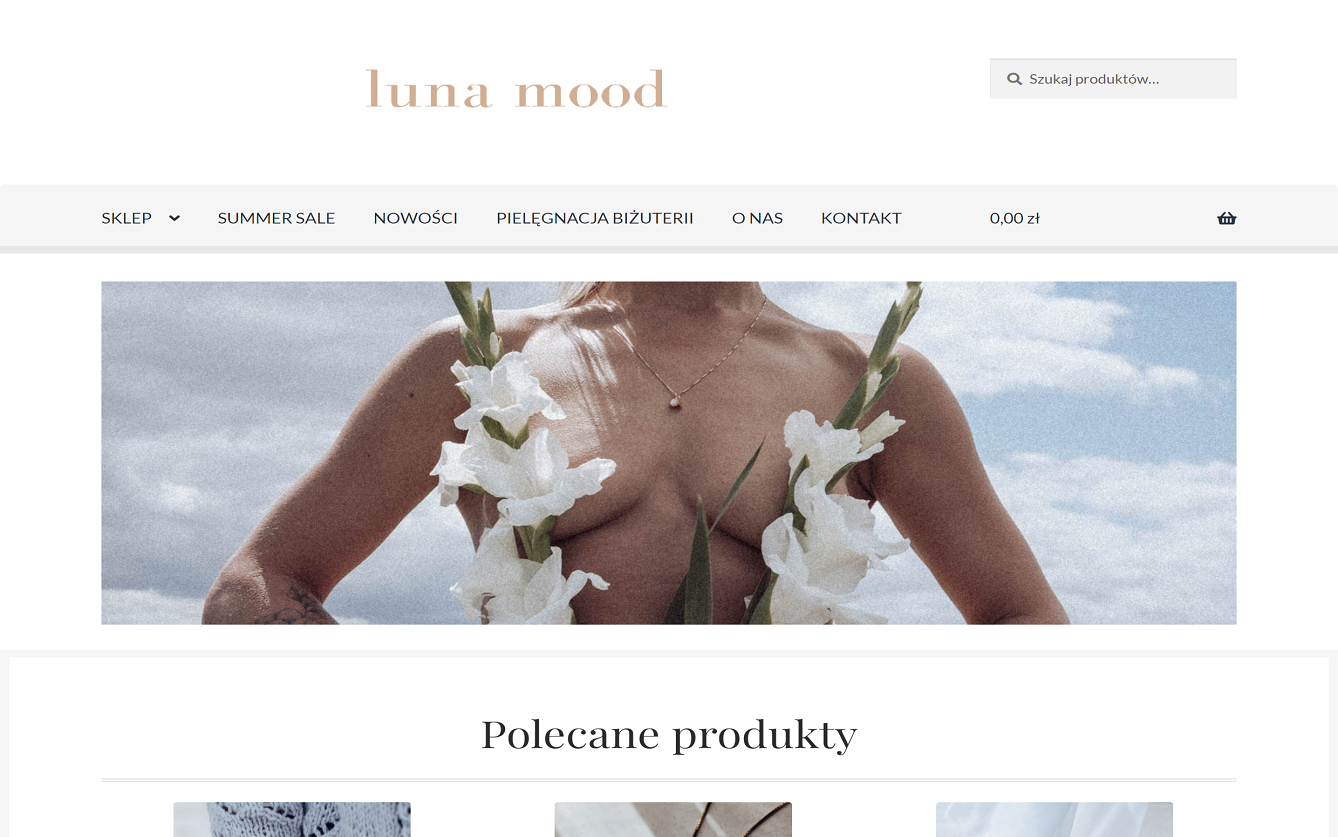 luna mood
Szukaj produktów…
SKLEP
SUMMER SALE
NOWOŚCI
PIELĘGNACJA BIŻUTERII
O NAS
KONTAKT
0,00 zł
Polecane produkty